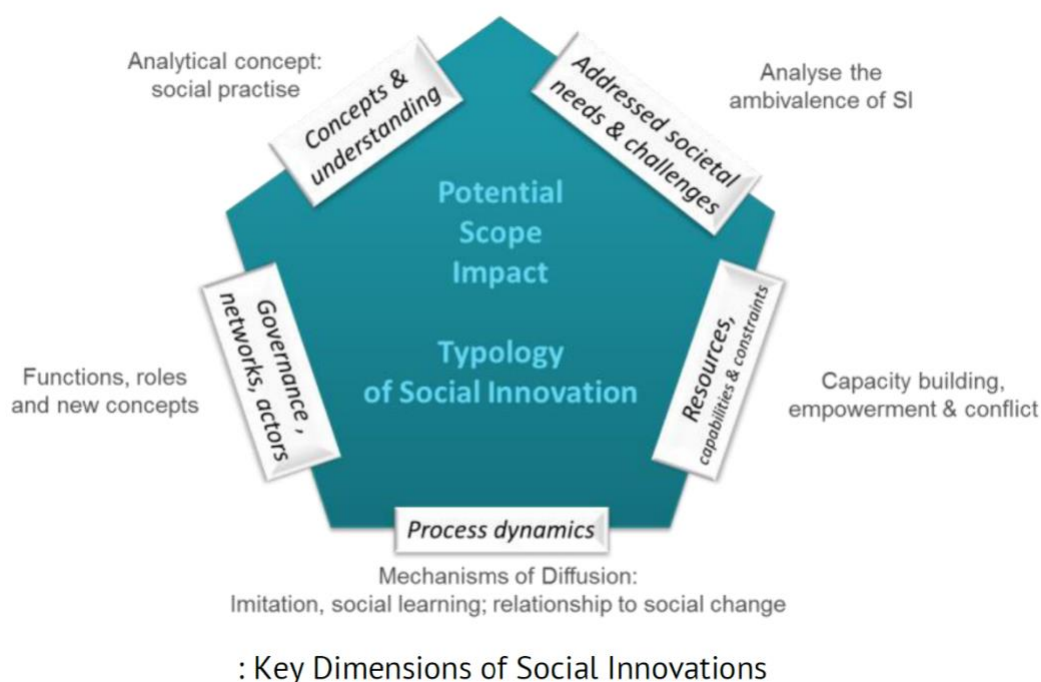 Analytical concept:
social practise
Concepts &
understanding
Addressed societal
needs & challenges
Analyse the
ambivalence of SI
Potential
Scope
Impact
Typology
of Social Innovation
Governance ,
networks, actors
Functions, roles
and new concepts
Resources,
capabilities & constraints
Capacity building,
empowerment & conflict
Process dynamics
Mechanisms of Diffusion:
Imitation, social learning; relationship to social change
: Key Dimensions of Social Innovations